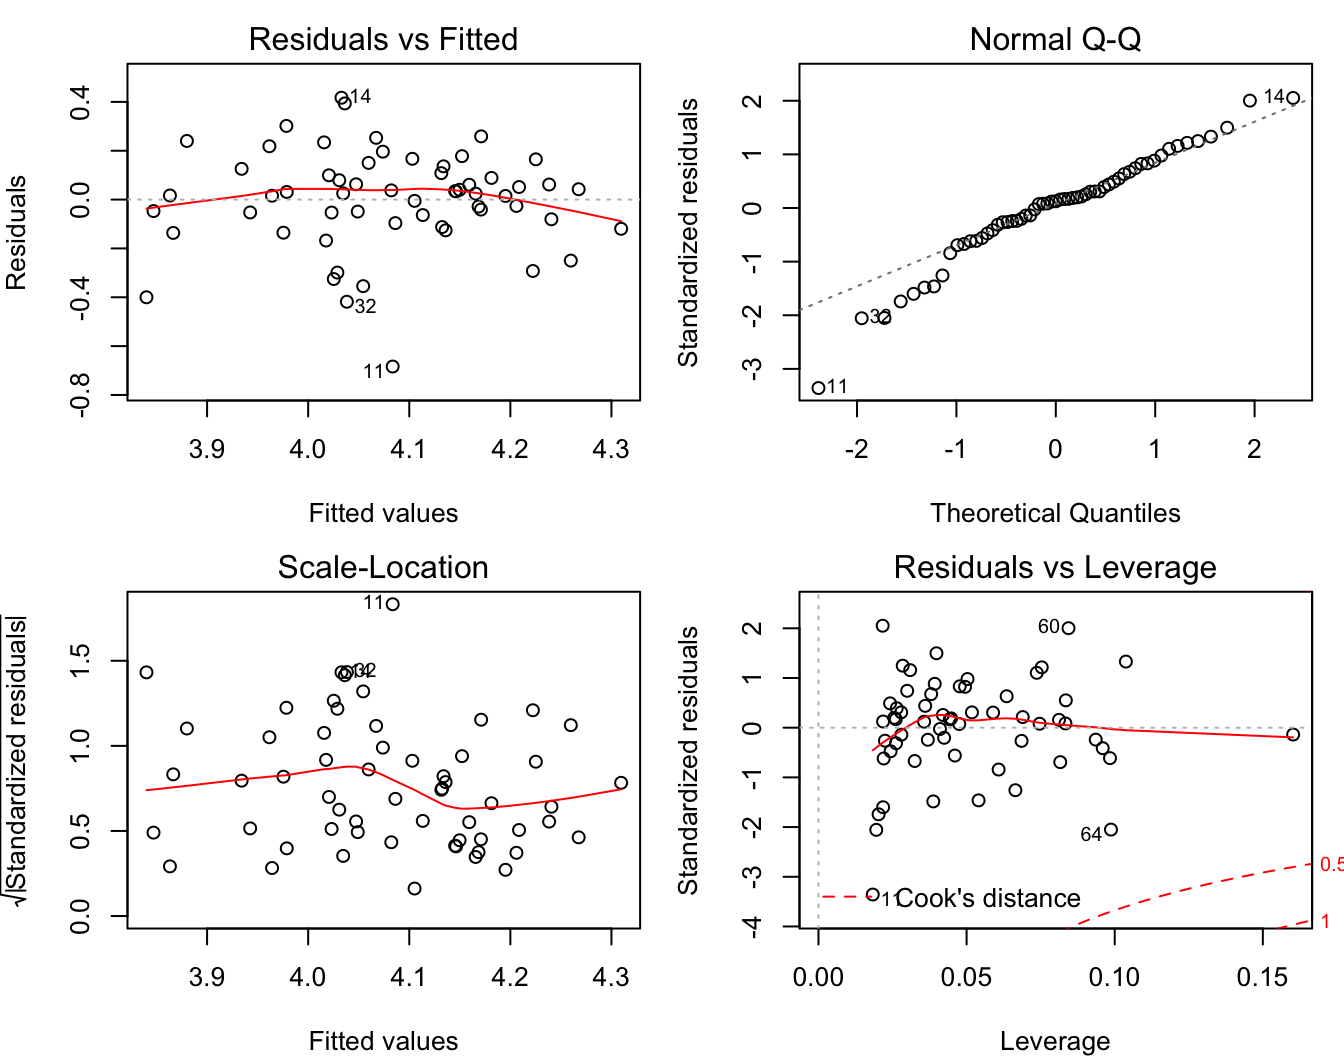 Residuals vs Fitted
Residuals
0.4
0.0
-0.4
-0.8
14
32
11
3.9 4.0 4.1 4.2 4.3
Fitted values
Normal Q-Q
Standardized residuals
2
1
0
-1
-2
-3
14
32
11
-2 -1 0 1 2
Theoretical Quantiles
Scale-Location
√|Standardized residuals|
1.5
1.0
0.5
0.0
11
14
32
3.9 4.0 4.1 4.2 4.3
Fitted values
Residuals vs Leverage
Standardized residuals
2
1
0
-1
-2
-3
-4
60
64
11
Cook's distance
0.5
1
0.00 0.05 0.10 0.15
Leverage